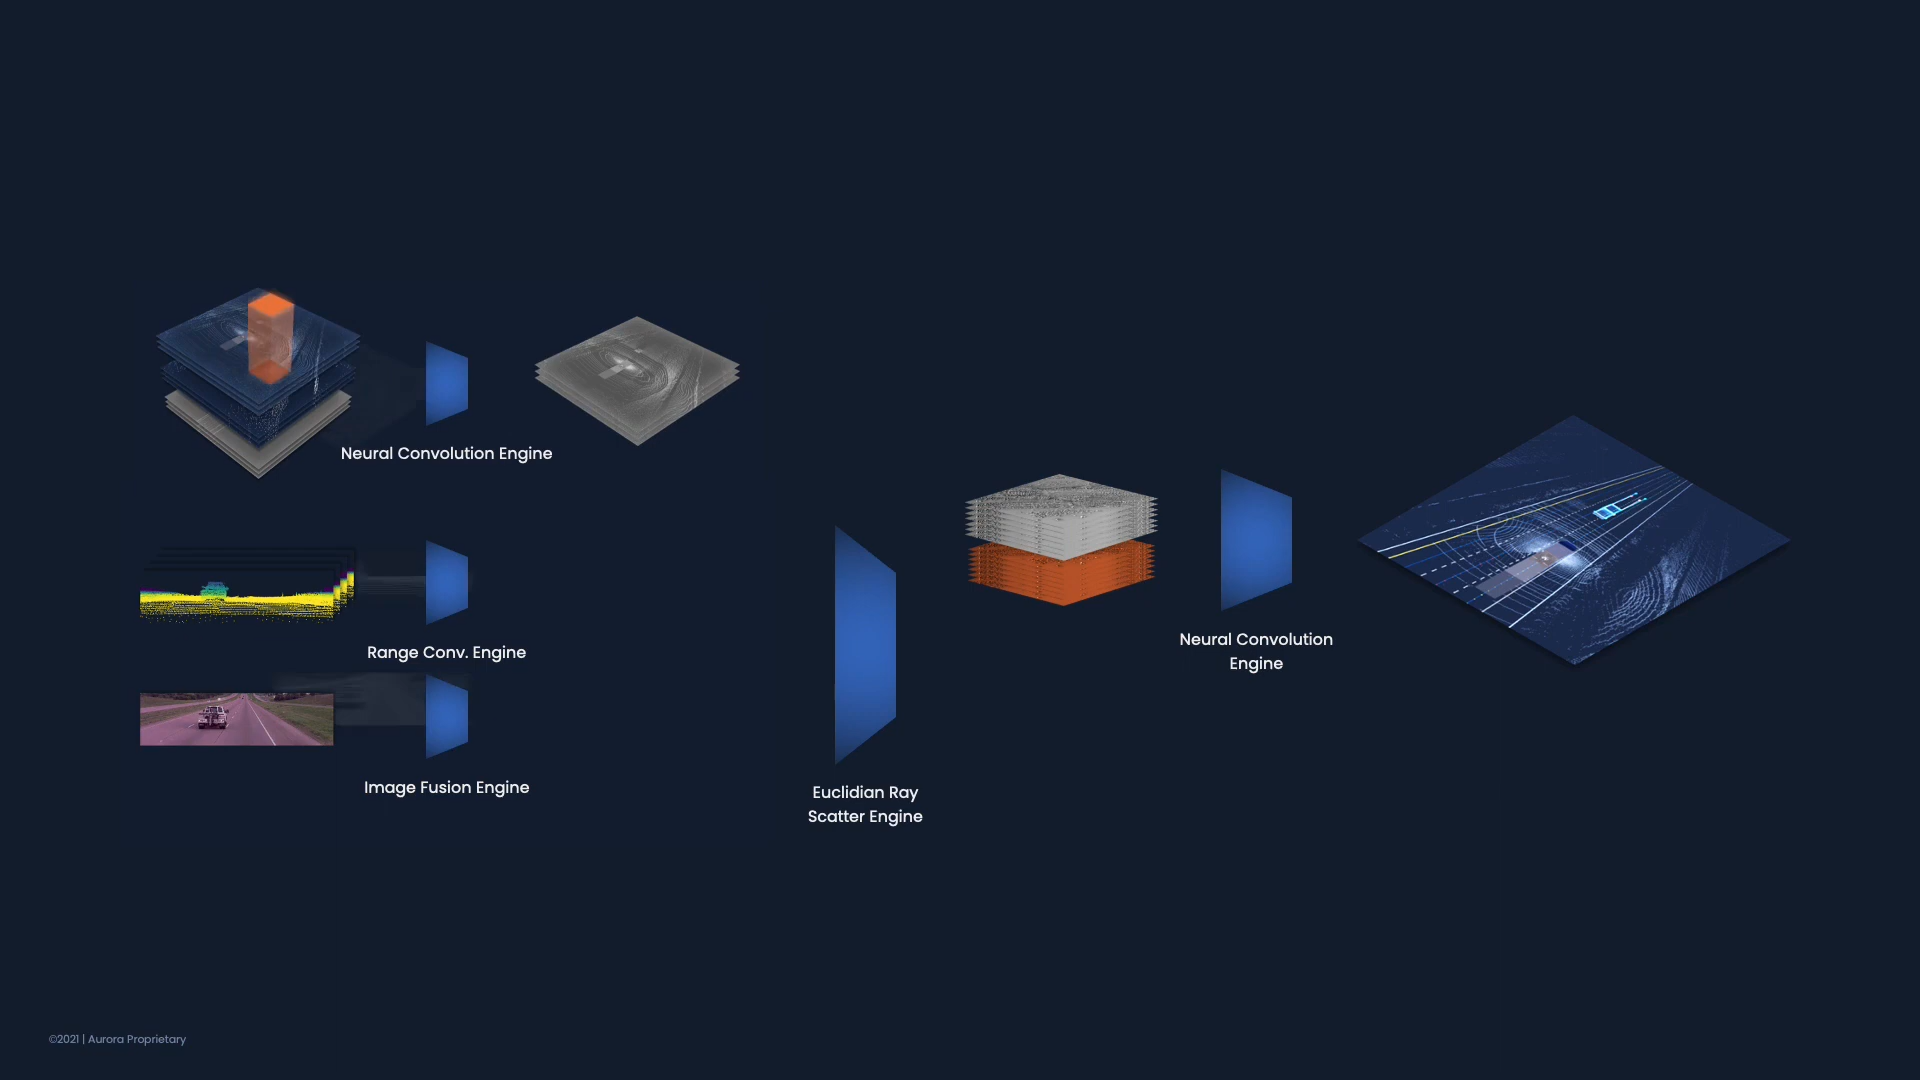 Neural Convolution Engine
Range Conv. Engine
Image Fusion Engine
Euclidian Ray
Scatter Engine
Neural Convolution
Engine
©2021 | Aurora Proprietary